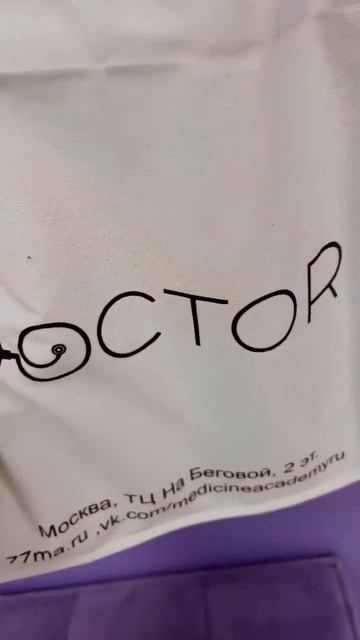 OCTOR
Москва, ТЦ На Беговой, 2 эт.
77ma.ru ,vk.com/medicineacademyru